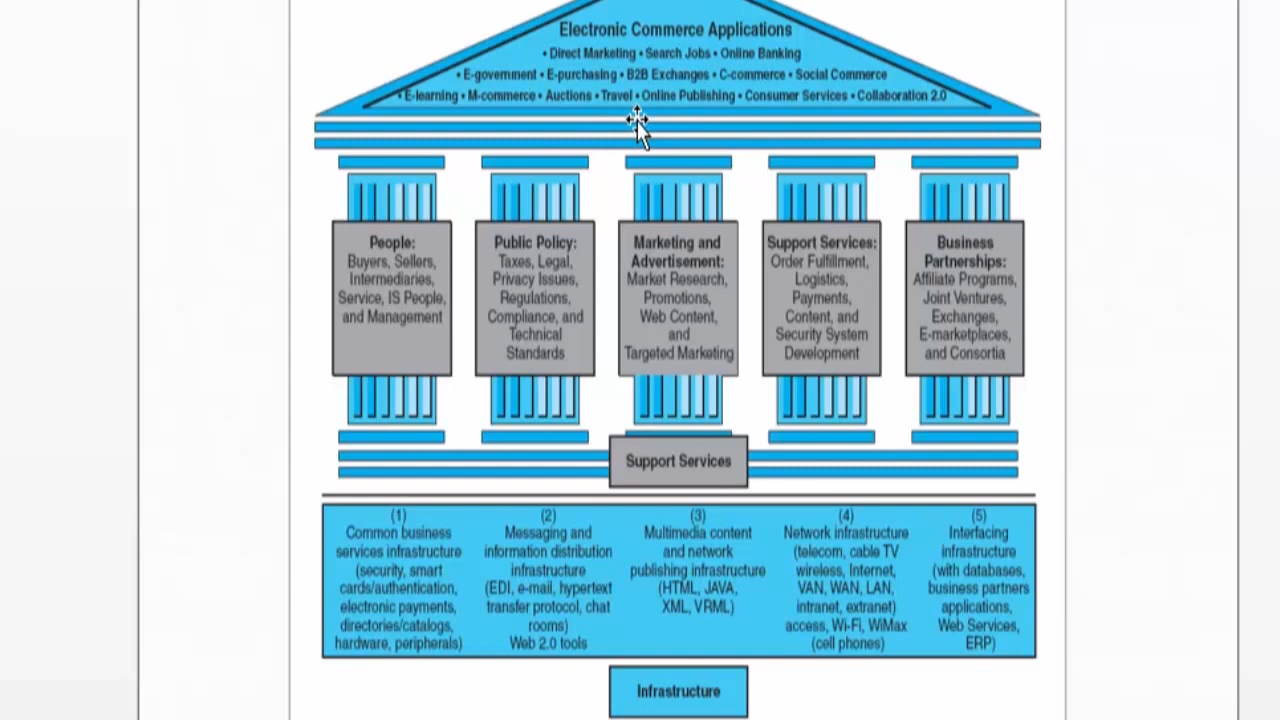 Electronic Commerce Applications
• Direct Marketing • Search Jobs • Online Banking
• E-government • E-purchasing • B2B Exchanges • C-commerce • Social Commerce
• E-learning • M-commerce • Auctions • Travel • Online Publishing • Consumer Services • Collaboration 2.0
People:
Buyers, Sellers,
Intermediaries,
Service, IS People,
and Management
Public Policy:
Taxes, Legal,
Privacy Issues,
Regulations,
Compliance, and
Technical
Standards
Marketing and
Advertisement:
Market Research,
Promotions,
Web Content,
and
Targeted Marketing
Support Services:
Order Fulfillment,
Logistics,
Payments,
Content, and
Security System
Development
Business
Partnerships:
Affiliate Programs,
Joint Ventures,
Exchanges,
E-marketplaces,
and Consortia
Support Services
(1)
Common business
services infrastructure
(security, smart
cards/authentication,
electronic payments,
directories/catalogs,
hardware, peripherals)
(2)
Messaging and
information distribution
infrastructure
(EDI, e-mail, hypertext
transfer protocol, chat
rooms)
Web 2.0 tools
(3)
Multimedia content
and network
publishing infrastructure
(HTML, JAVA,
XML, VRML)
(4)
Network infrastructure
(telecom, cable TV
wireless, Internet,
VAN, WAN, LAN,
intranet, extranet)
access, Wi-Fi, WiMax
(cell phones)
(5)
Interfacing
infrastructure
(with databases,
business partners
applications,
Web Services,
ERP)
Infrastructure